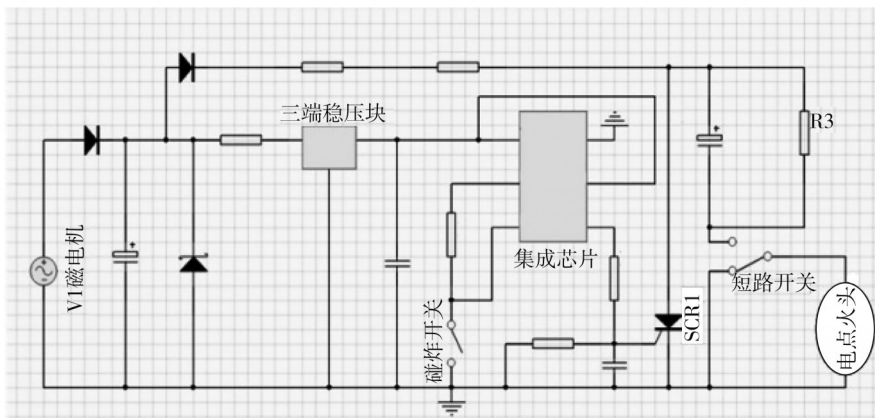 三端稳压块
R3
V1磁电机
集成芯片
碰炸开关
SCR1
短路开关
电点火头